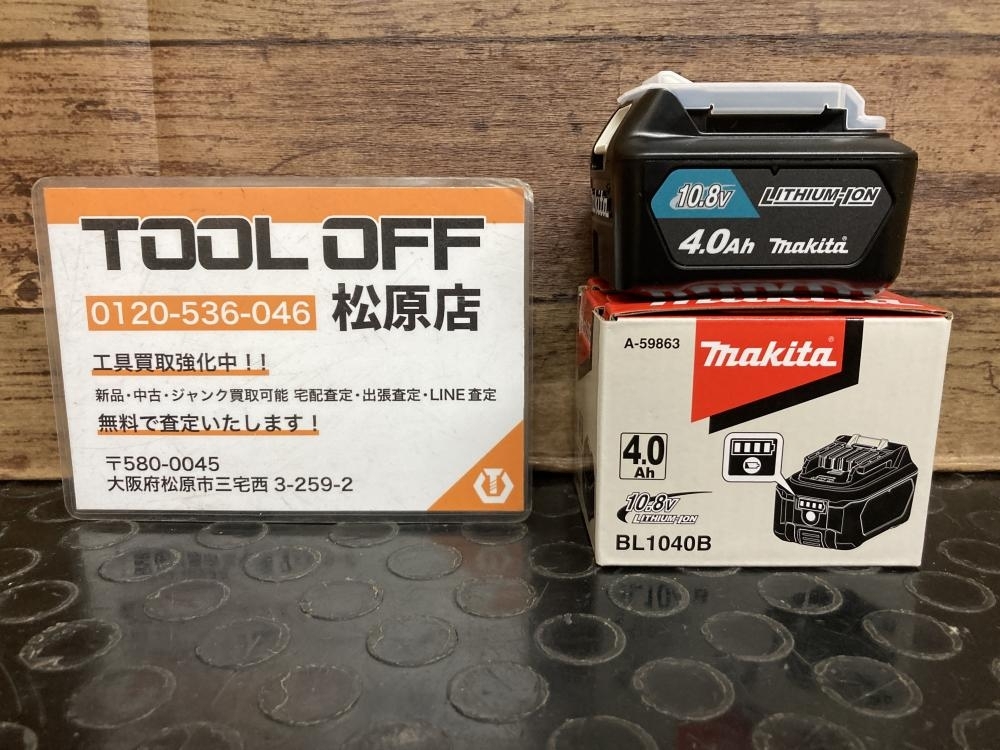 TOOL OFF
0120-536-046 松原店
工具買取強化中!!
新品・中古・ジャンク買取可能 宅配査定・出張査定・LINE査定
無料で査定いたします!
〒580-0045
大阪府松原市三宅西 3-259-2
10.8V LITHIUM-ION
4.0Ah makita
makita
A-59863
makita
4.0
Ah
10.8V
LITHIUM-ION
BL1040B